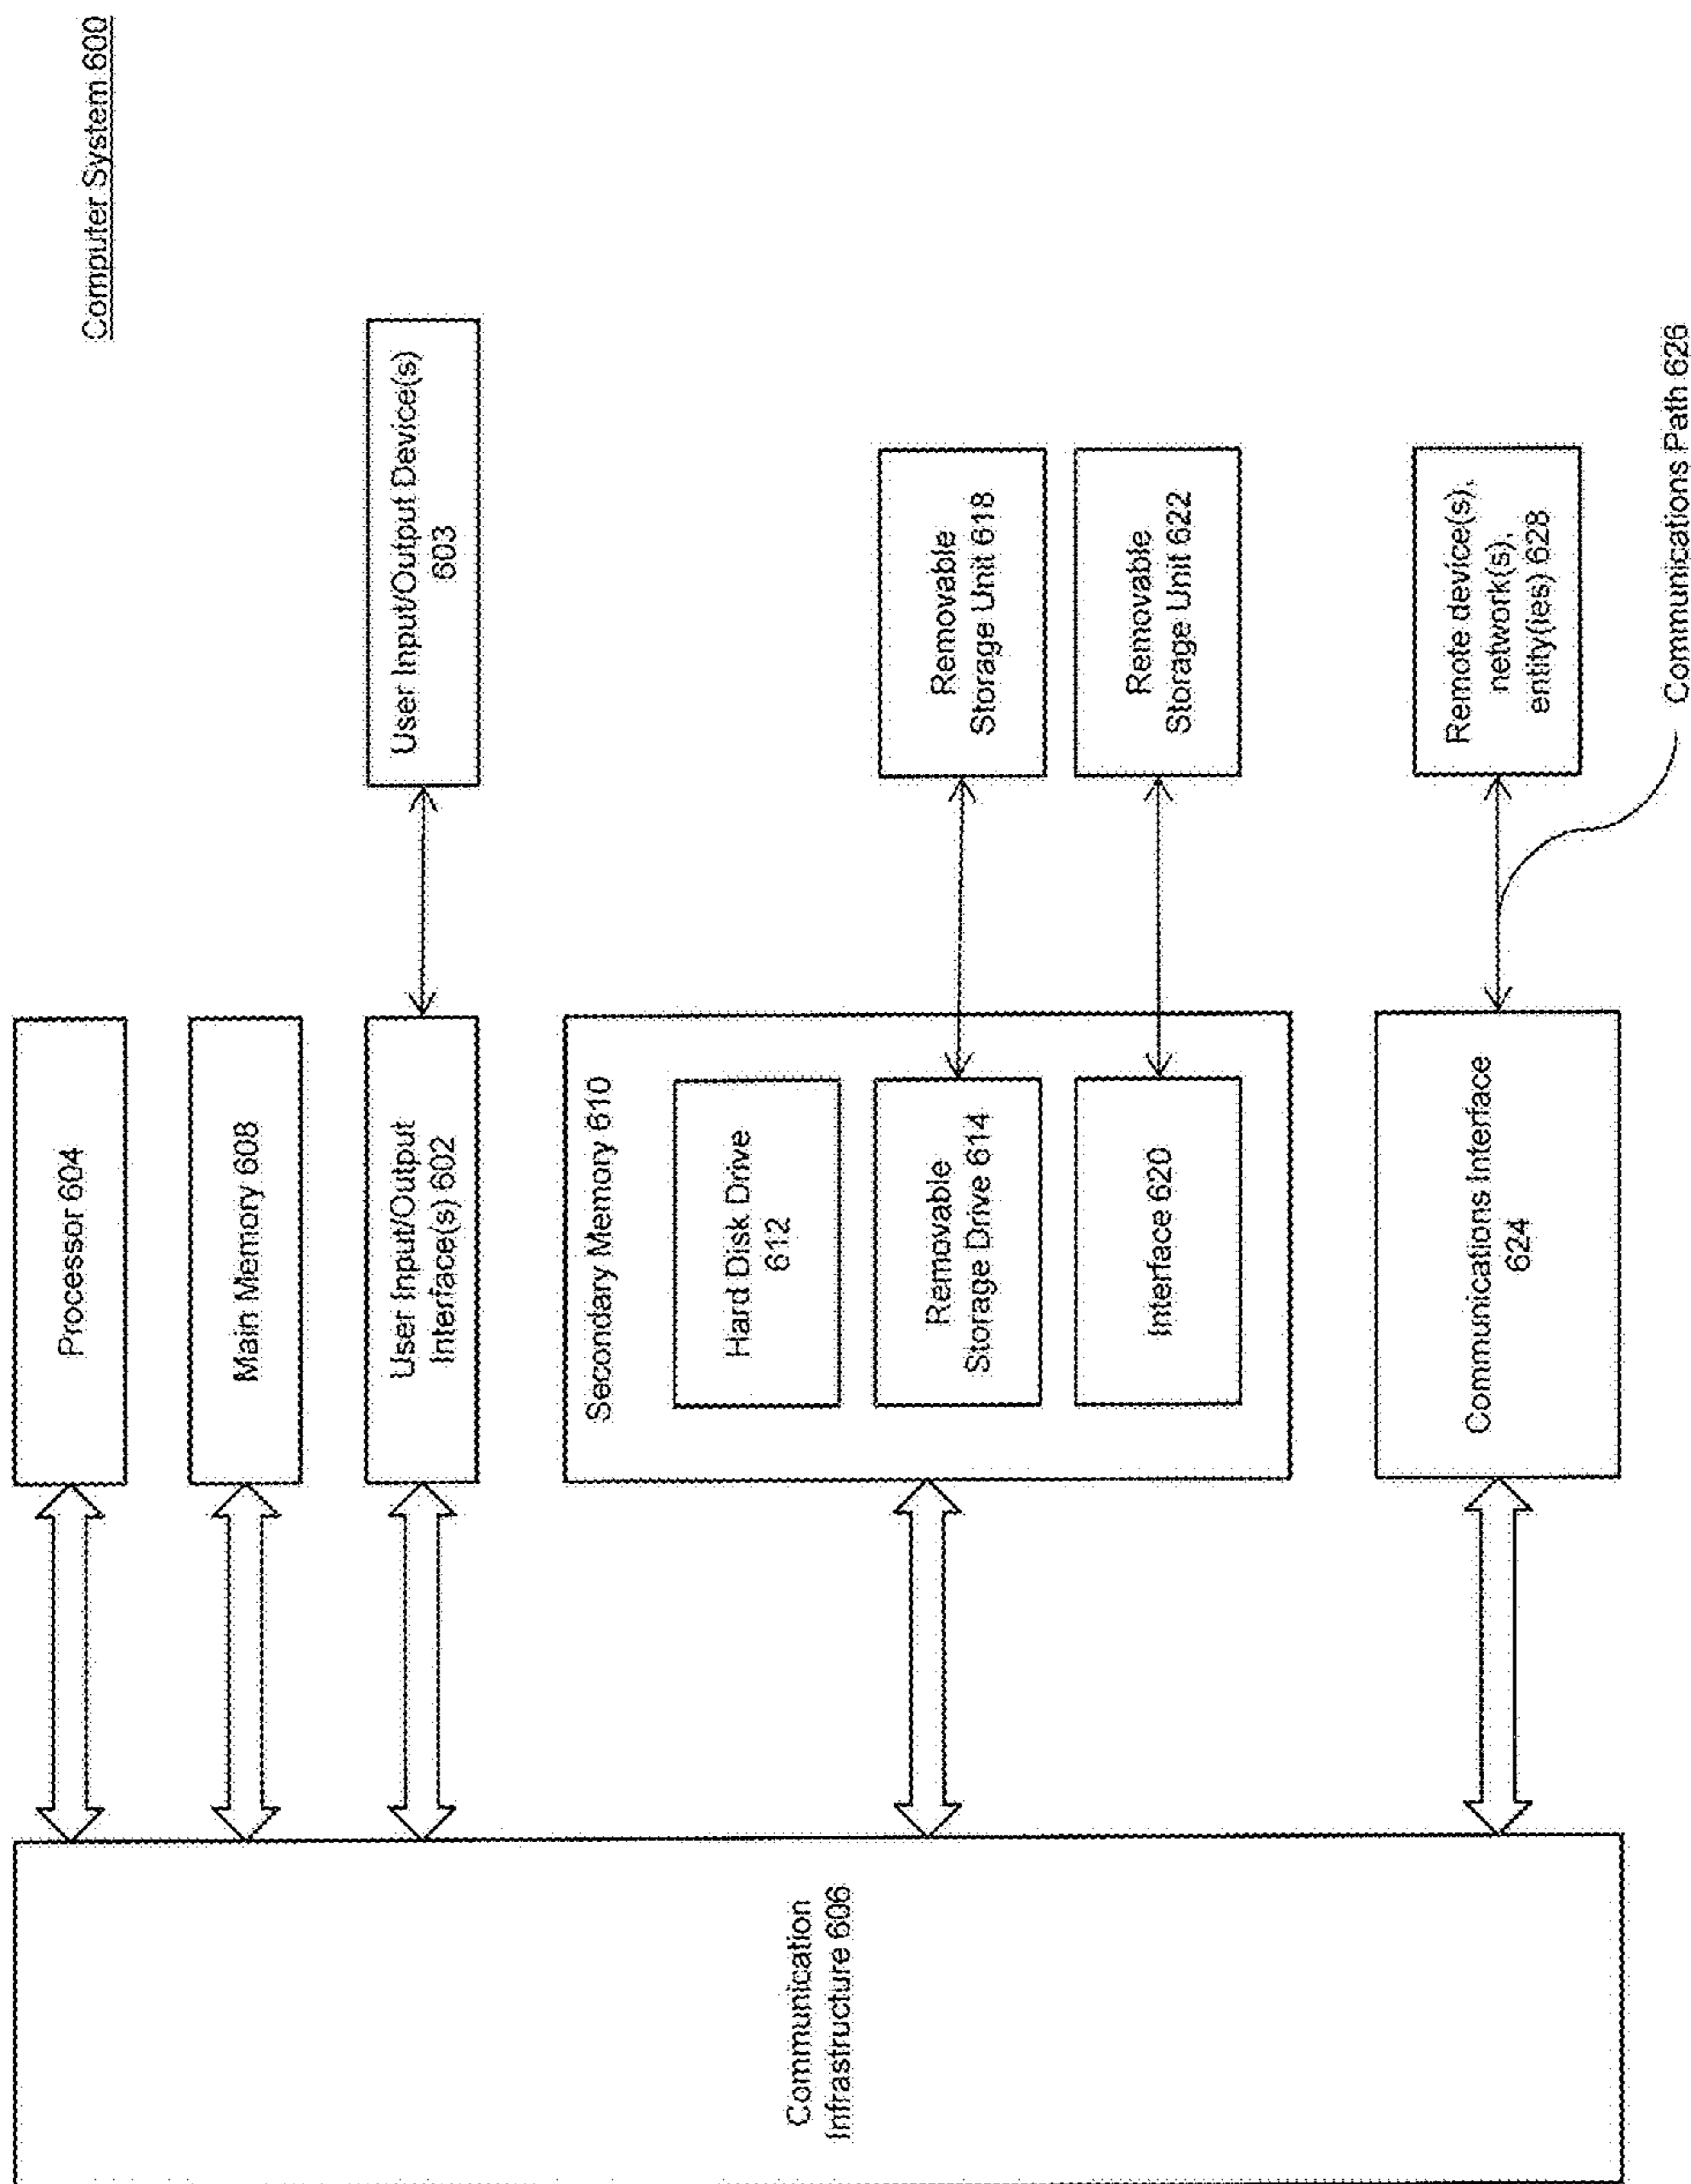 Computer System 600
Processor 604
Main Memory 608
User Input/Output
Interface(s) 602
User Input/Output Device(s)
603
Secondary Memory 610
Hard Disk Drive
612
Removable
Storage Drive 614
Removable
Storage Unit 618
Interface 620
Removable
Storage Unit 622
Communications Interface
624
Remote device(s),
network(s),
entity(ies) 628
Communications Path 626
Communication
Infrastructure 606